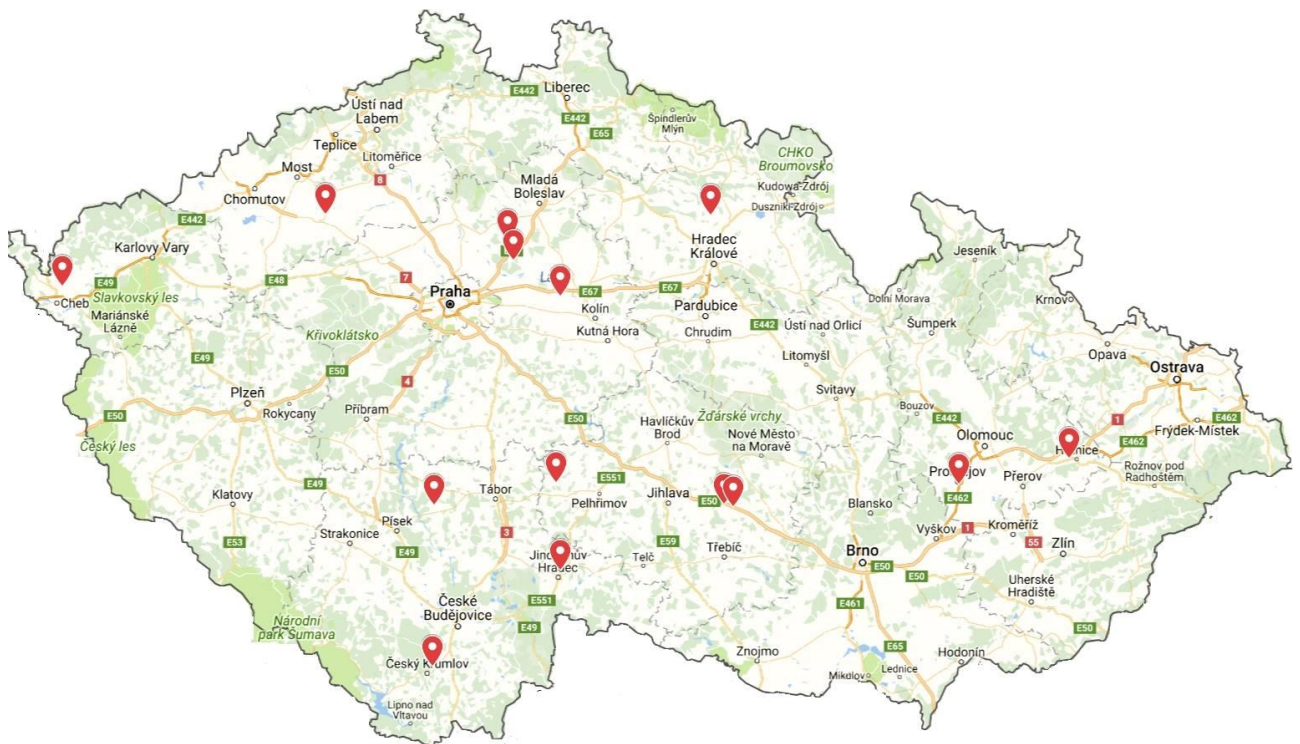 Liberec
E442
Ústí nad
Labem
E442
Špindlerův
Mlýn
E65
Teplice
Litoměřice
CHKO
Broumovsko
Most
8
Mladá
Boleslav
Kudowa-Zdrój
Chomutov
Duszniki-Zdrój
E442
Karlovy Vary
Hradec
Králové
Jeseník
7
E49
E48
Praha
E67
E67
Cheb
Slavkovský les
Dolní Morava
Krnov
Mariánské
Lázně
Kolín
Pardubice
Křivoklátsko
Kutná Hora
Chrudim
E442
Ústí nad Orlicí
Šumperk
Opava
E49
Litomyšl
Ostrava
E50
4
Plzeň
Svitavy
E50
Rokycany
Příbram
E50
Žďárské vrchy
Bouzov
E442
1
E462
Havlíčkův
Brod
Nové Město
na Moravě
Olomouc
Frýdek-Místek
Český les
E462
Rožnov pod
Radhoštěm
E49
Tábor
E551
Pelhřimov
Jihlava
E50
Přerov
Klatovy
E462
Blansko
Písek
Strakonice
3
Vyškov
1
Kroměříž
E53
E49
E59
Telč
Třebíč
Brno
55
Zlín
E50
E50
Hradec
Uherské
Hradiště
České
Budějovice
E551
E461
E49
E50
Národní
park Šumava
E65
Znojmo
Hodonín
Český Krumlov
Mikulov
Lednice
Lipno nad
Vltavou